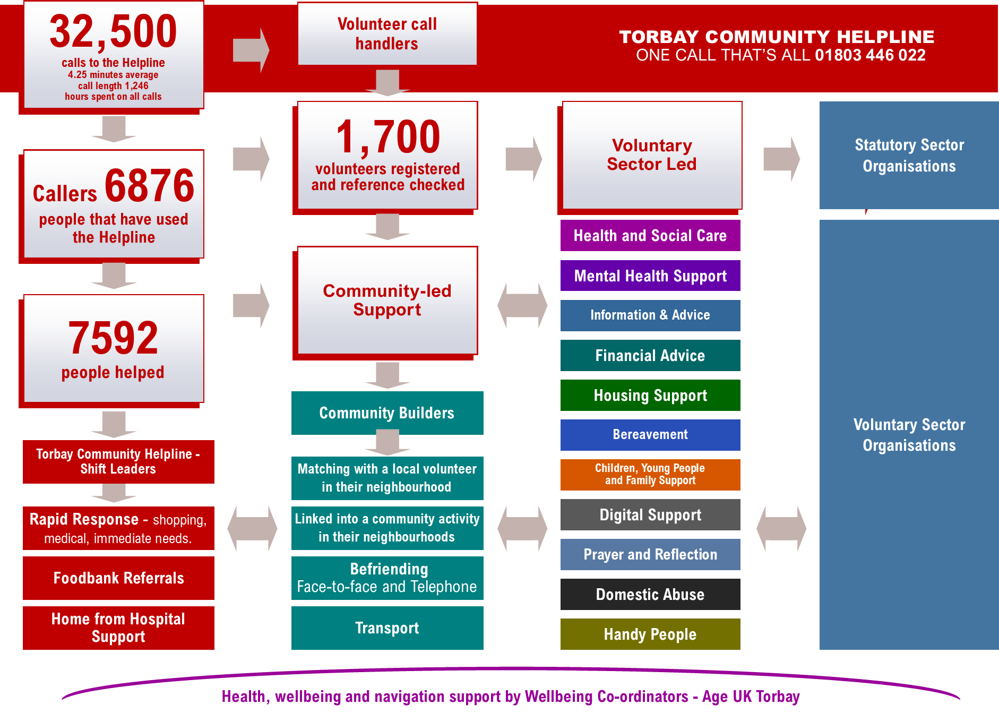 32,500
calls to the Helpline
4.25 minutes average
call length 1,246
hours spent on all calls
Volunteer call
handlers
TORBAY COMMUNITY HELPLINE
ONE CALL THAT’S ALL 01803 446 022
Callers 6876
people that have used
the Helpline
1,700
volunteers registered
and reference checked
Voluntary
Sector Led
Statutory Sector
Organisations
7592
people helped
Community-led
Support
Health and Social Care
Mental Health Support
Information & Advice
Financial Advice
Housing Support
Bereavement
Children, Young People
and Family Support
Digital Support
Prayer and Reflection
Domestic Abuse
Handy People
Voluntary Sector
Organisations
Torbay Community Helpline -
Shift Leaders
Rapid Response - shopping,
medical, immediate needs.
Foodbank Referrals
Home from Hospital
Support
Community Builders
Matching with a local volunteer
in their neighbourhood
Linked into a community activity
in their neighbourhoods
Befriending
Face-to-face and Telephone
Transport
Health, wellbeing and navigation support by Wellbeing Co-ordinators - Age UK Torbay